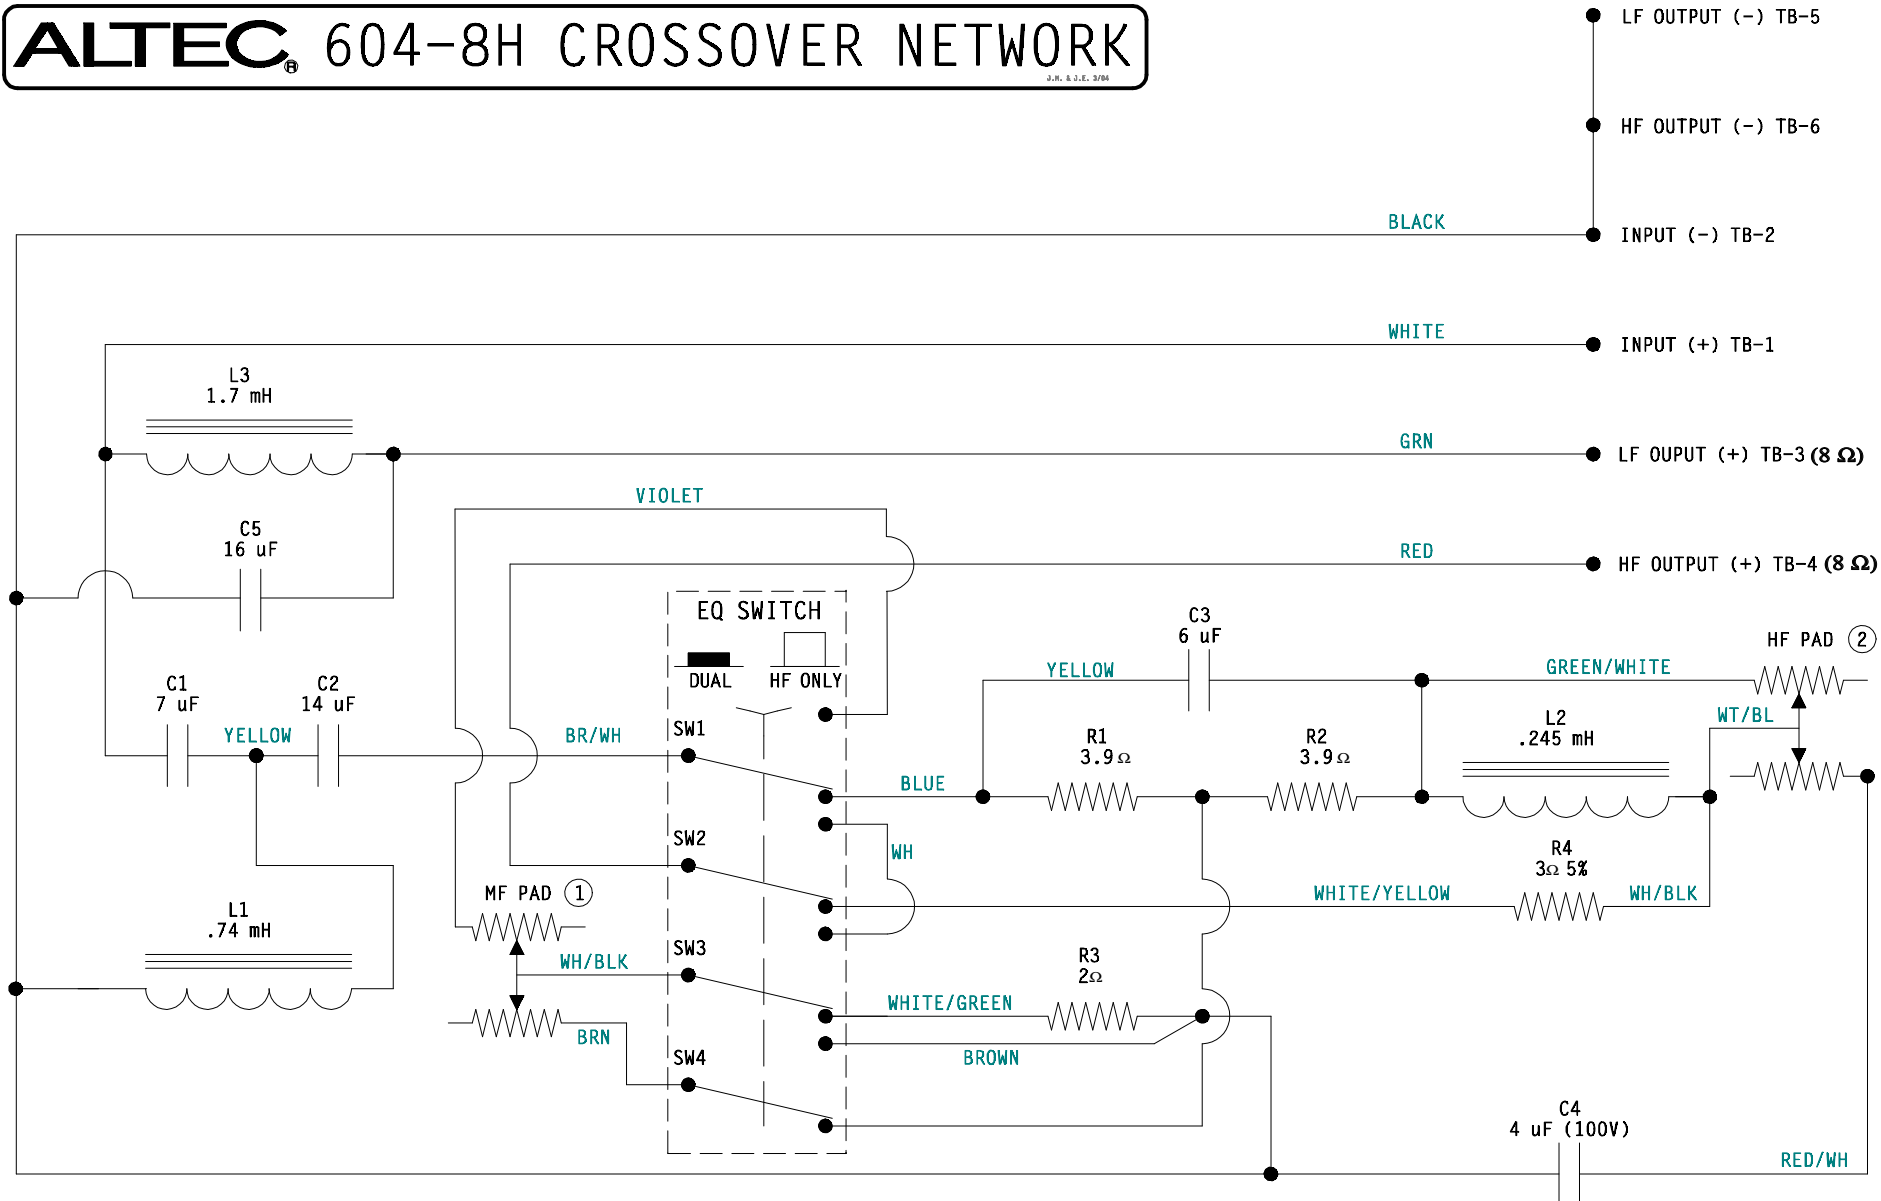 ALTEC® 604-8H CROSSOVER NETWORK
J.M. & J.E. 3/04
LF OUTPUT (-) TB-5
HF OUTPUT (-) TB-6
BLACK
INPUT (-) TB-2
WHITE
INPUT (+) TB-1
L3
1.7 mH
GRN
LF OUPUT (+) TB-3 (8 Ω)
VIOLET
C5
16 uF
RED
HF OUTPUT (+) TB-4 (8 Ω)
EQ SWITCH
DUAL
HF ONLY
C3
6 uF
YELLOW
GREEN/WHITE
HF PAD 2
C1
7 uF
C2
14 uF
YELLOW
BR/WH
SW1
BLUE
R1
3.9Ω
R2
3.9Ω
L2
.245 mH
WT/BL
SW2
WH
R4
3Ω 5%
WHITE/YELLOW
WH/BLK
MF PAD 1
L1
.74 mH
WH/BLK
SW3
WHITE/GREEN
R3
2Ω
BRN
BROWN
SW4
C4
4 uF (100V)
RED/WH